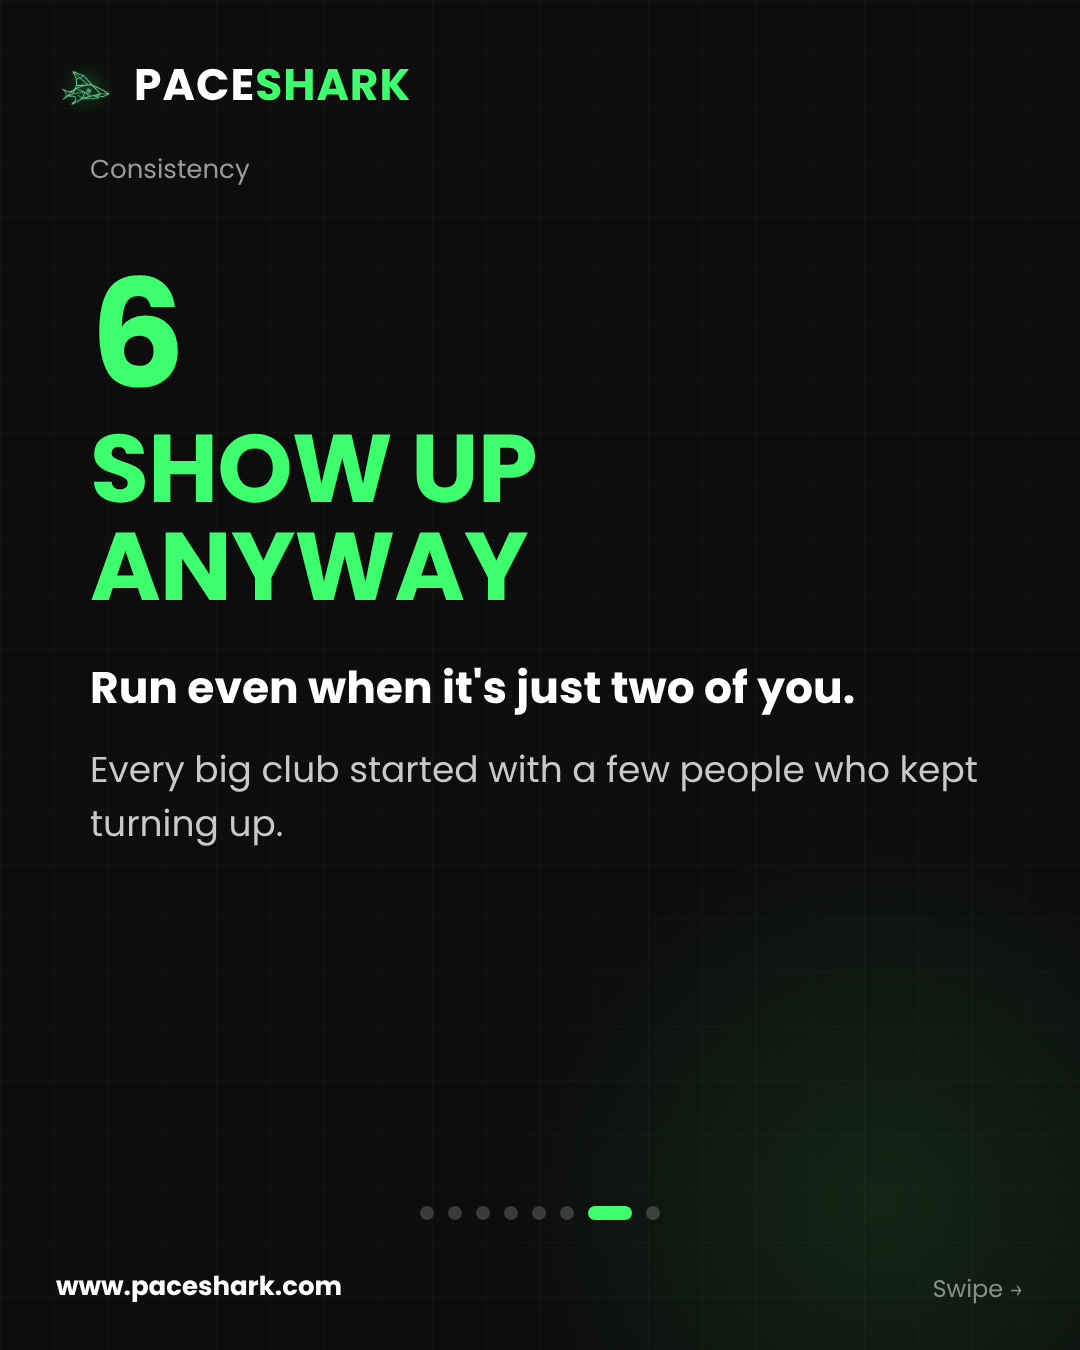 PACESHARK
Consistency
6
SHOW UP
ANYWAY
Run even when it's just two of you.
Every big club started with a few people who kept
turning up.
www.paceshark.com
Swipe →